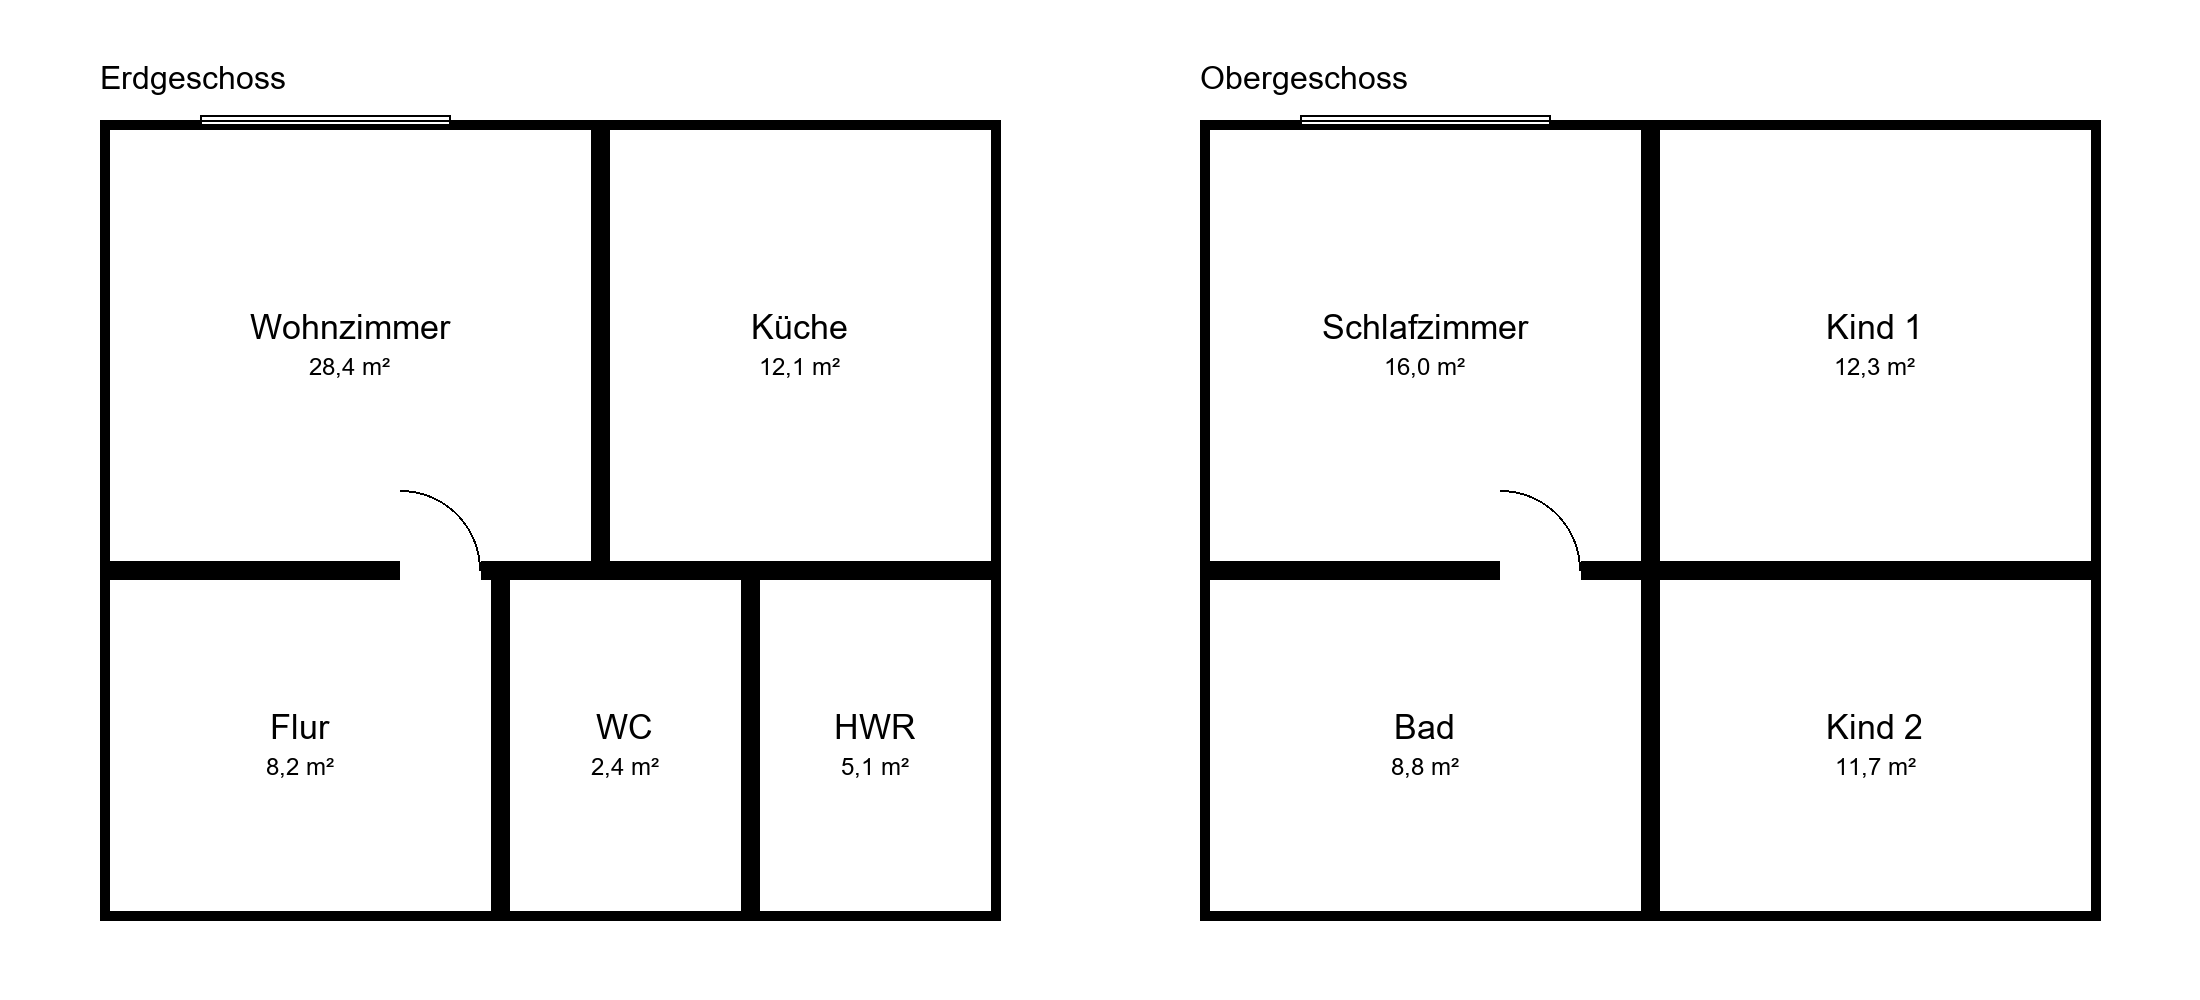 Erdgeschoss
Wohnzimmer
28,4 m²
Küche
12,1 m²
Flur
8,2 m²
WC
2,4 m²
HWR
5,1 m²
Obergeschoss
Schlafzimmer
16,0 m²
Kind 1
12,3 m²
Bad
8,8 m²
Kind 2
11,7 m²